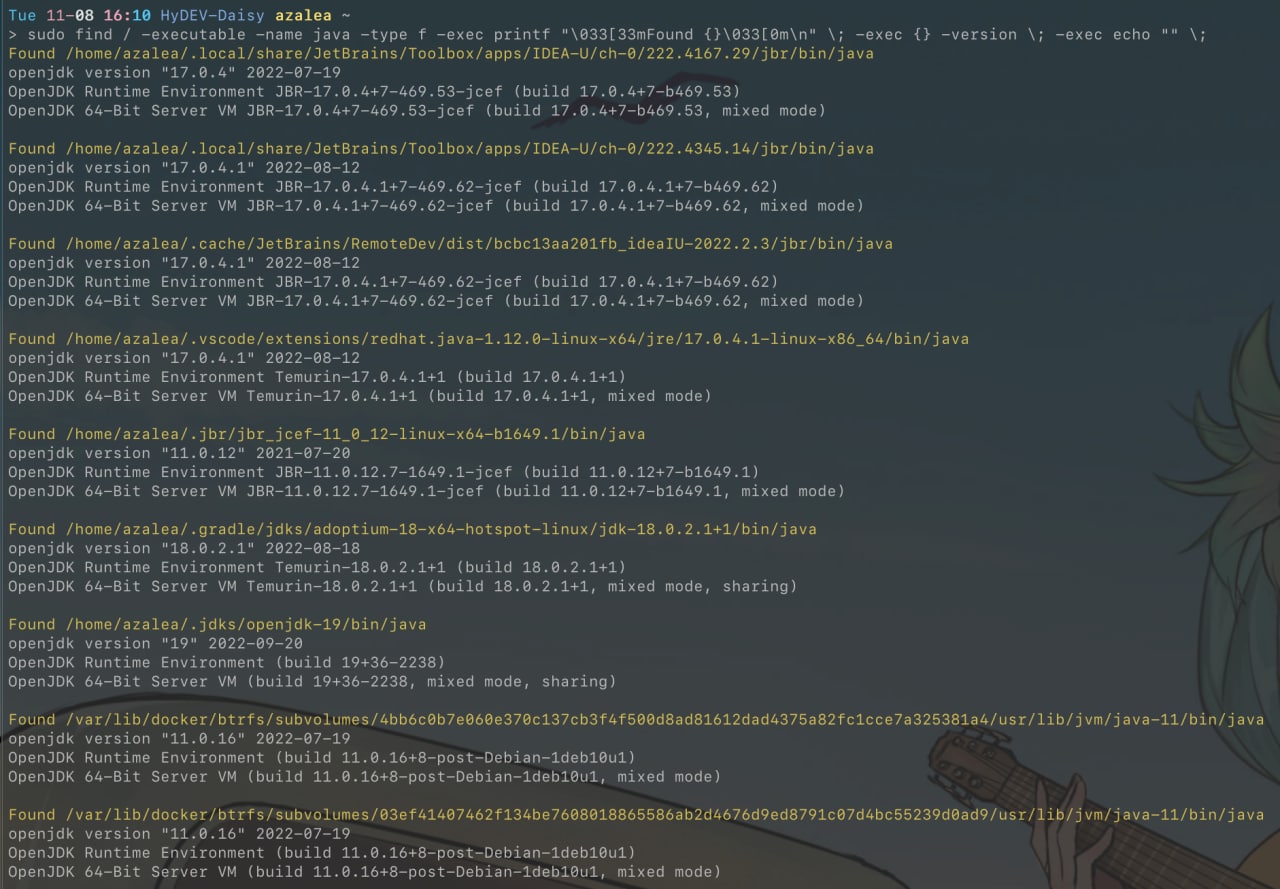 Tue 11-08 16:10 HyDEV-Daisy azalea ~
> sudo find / -executable -name java -type f -exec printf "\033[33mFound {}\033[0m\n" \; -exec {} -version \; -exec echo "" \;
Found /home/azalea/.local/share/JetBrains/Toolbox/apps/IDEA-U/ch-0/222.4167.29/jbr/bin/java
openjdk version "17.0.4" 2022-07-19
OpenJDK Runtime Environment JBR-17.0.4+7-469.53-jcef (build 17.0.4+7-b469.53)
OpenJDK 64-Bit Server VM JBR-17.0.4+7-469.53-jcef (build 17.0.4+7-b469.53, mixed mode)
Found /home/azalea/.local/share/JetBrains/Toolbox/apps/IDEA-U/ch-0/222.4345.14/jbr/bin/java
openjdk version "17.0.4.1" 2022-08-12
OpenJDK Runtime Environment JBR-17.0.4.1+7-469.62-jcef (build 17.0.4.1+7-b469.62)
OpenJDK 64-Bit Server VM JBR-17.0.4.1+7-469.62-jcef (build 17.0.4.1+7-b469.62, mixed mode)
Found /home/azalea/.cache/JetBrains/RemoteDev/dist/bcbc13aa201fb_ideaIU-2022.2.3/jbr/bin/java
openjdk version "17.0.4.1" 2022-08-12
OpenJDK Runtime Environment JBR-17.0.4.1+7-469.62-jcef (build 17.0.4.1+7-b469.62)
OpenJDK 64-Bit Server VM JBR-17.0.4.1+7-469.62-jcef (build 17.0.4.1+7-b469.62, mixed mode)
Found /home/azalea/.vscode/extensions/redhat.java-1.12.0-linux-x64/jre/17.0.4.1-linux-x86_64/bin/java
openjdk version "17.0.4.1" 2022-08-12
OpenJDK Runtime Environment Temurin-17.0.4.1+1 (build 17.0.4.1+1)
OpenJDK 64-Bit Server VM Temurin-17.0.4.1+1 (build 17.0.4.1+1, mixed mode)
Found /home/azalea/.jbr/jbr_jcef-11_0_12-linux-x64-b1649.1/bin/java
openjdk version "11.0.12" 2021-07-20
OpenJDK Runtime Environment JBR-11.0.12.7-1649.1-jcef (build 11.0.12+7-b1649.1)
OpenJDK 64-Bit Server VM JBR-11.0.12.7-1649.1-jcef (build 11.0.12+7-b1649.1, mixed mode)
Found /home/azalea/.gradle/jdks/adoptium-18-x64-hotspot-linux/jdk-18.0.2.1+1/bin/java
openjdk version "18.0.2.1" 2022-08-18
OpenJDK Runtime Environment Temurin-18.0.2.1+1 (build 18.0.2.1+1)
OpenJDK 64-Bit Server VM Temurin-18.0.2.1+1 (build 18.0.2.1+1, mixed mode, sharing)
Found /home/azalea/.jdks/openjdk-19/bin/java
openjdk version "19" 2022-09-20
OpenJDK Runtime Environment (build 19+36-2238)
OpenJDK 64-Bit Server VM (build 19+36-2238, mixed mode, sharing)
Found /var/lib/docker/btrfs/subvolumes/4bb6c0b7e060e370c137cb3f4f500d8ad81612dad4375a82fc1cce7a325381a4/usr/lib/jvm/java-11/bin/java
openjdk version "11.0.16" 2022-07-19
OpenJDK Runtime Environment (build 11.0.16+8-post-Debian-1deb10u1)
OpenJDK 64-Bit Server VM (build 11.0.16+8-post-Debian-1deb10u1, mixed mode)
Found /var/lib/docker/btrfs/subvolumes/03ef41407462f134be7608018865586ab2d4676d9ed8791c07d4bc55239d0ad9/usr/lib/jvm/java-11/bin/java
openjdk version "11.0.16" 2022-07-19
OpenJDK Runtime Environment (build 11.0.16+8-post-Debian-1deb10u1)
OpenJDK 64-Bit Server VM (build 11.0.16+8-post-Debian-1deb10u1, mixed mode)